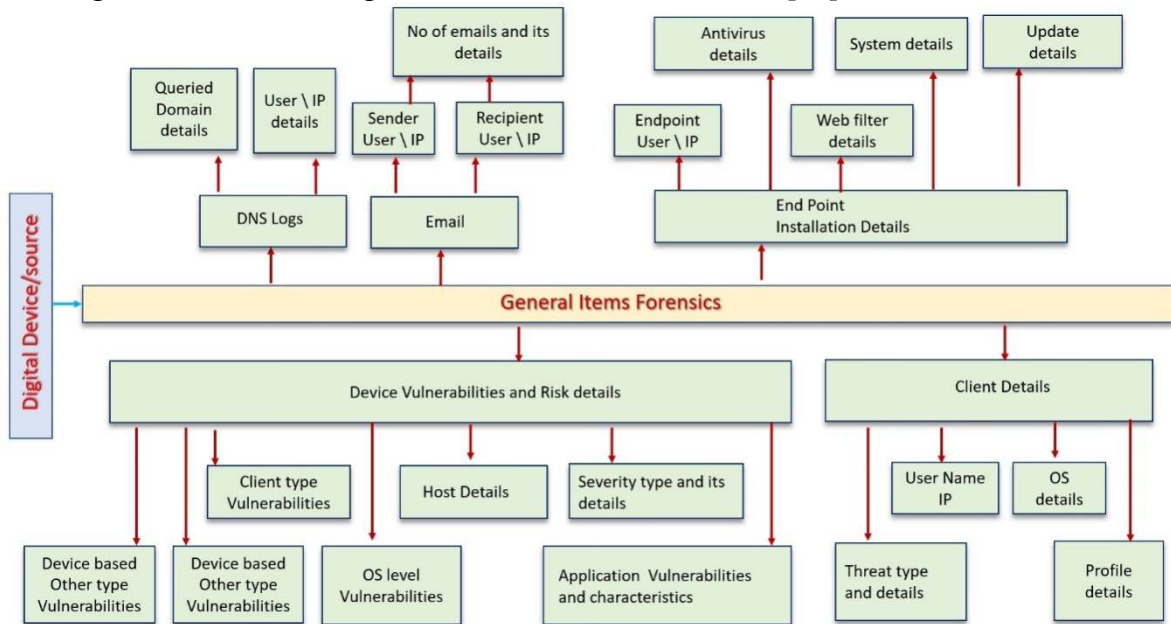 No of emails and its
details
Antivirus
details
System details
Update
details
Queried
Domain
details
User \ IP
details
Sender
User \ IP
Recipient
User \ IP
Endpoint
User \ IP
Web filter
details
DNS Logs
Email
End Point
Installation Details
Digital Device/source
General Items Forensics
Device Vulnerabilities and Risk details
Client Details
Client type
Vulnerabilities
Host Details
Severity type and its
details
User Name
IP
OS
details
Device based
Other type
Vulnerabilities
Device based
Other type
Vulnerabilities
OS level
Vulnerabilities
Application Vulnerabilities
and characteristics
Threat type
and details
Profile
details